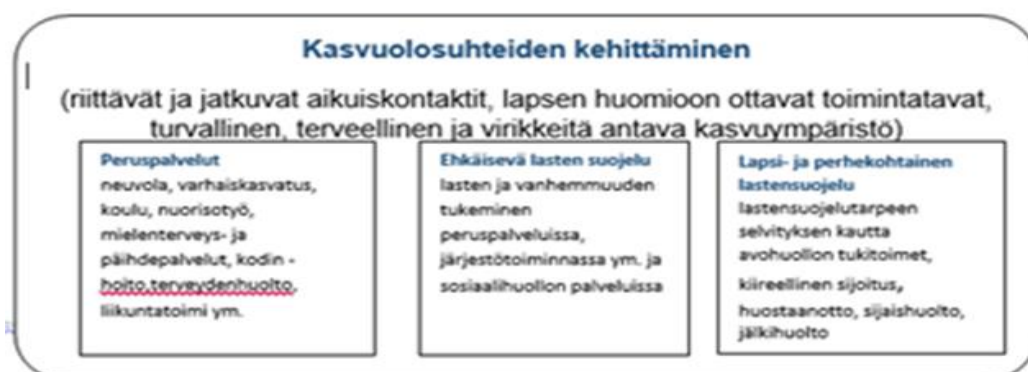 Kasvuolosuhteiden kehittäminen
(riittävät ja jatkuvat aikuiskontaktit, lapsen huomioon ottavat toimintatavat,
turvallinen, terveellinen ja virikkeitä antava kasvuympäristö)
Peruspalvelut
neuvola, varhaiskasvatus,
koulu, nuorisotyö,
mielenterveys- ja
päihdepalvelut, kodin -
hoito,terveydenhuolto,
liikuntatoimi ym.
Ehkäisevä lasten suojelu
lasten ja vanhemmuuden
tukeminen
peruspalveluissa,
järjestötoiminnassa ym. ja
sosiaalihuollon palveluissa
Lapsi- ja perhekohtainen
lastensuojelu
lastensuojelutarpeen
selvityksen kautta
avohuollon tukitoimet,
kiireellinen sijoitus,
huostaanotto, sijaishuolto,
jälkihuolto